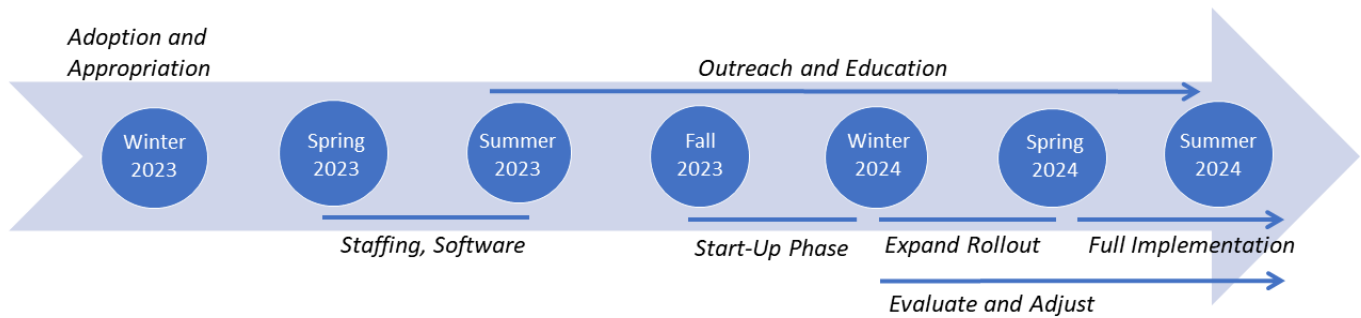 Adoption and
Appropriation
Outreach and Education
Winter
2023
Spring
2023
Summer
2023
Fall
2023
Winter
2024
Spring
2024
Summer
2024
Staffing, Software
Start-Up Phase
Expand Rollout
Full Implementation
Evaluate and Adjust